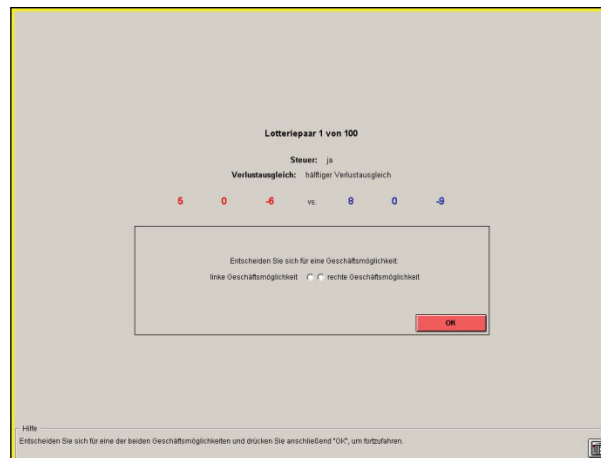 Lotteriepaar 1 von 100
Steuer: ja
Verlustausgleich: hälftiger Verlustausgleich
5 0 -6 vs. 8 0 -9
Entscheiden Sie sich für eine Geschäftsmöglichkeit:
linke Geschäftsmöglichkeit rechte Geschäftsmöglichkeit
OK
Hilfe
Entscheiden Sie sich für eine der beiden Geschäftsmöglichkeiten und drücken Sie anschließend "OK", um fortzufahren.